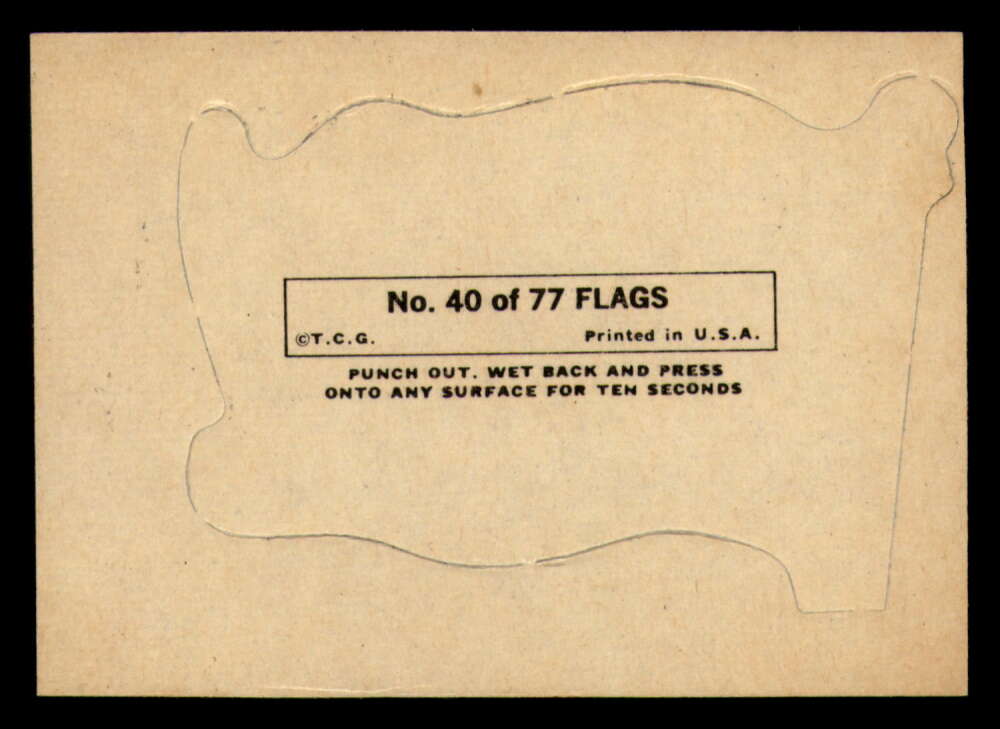 No. 40 of 77 FLAGS
©T.C.G. Printed in U.S.A.
PUNCH OUT. WET BACK AND PRESS
ONTO ANY SURFACE FOR TEN SECONDS